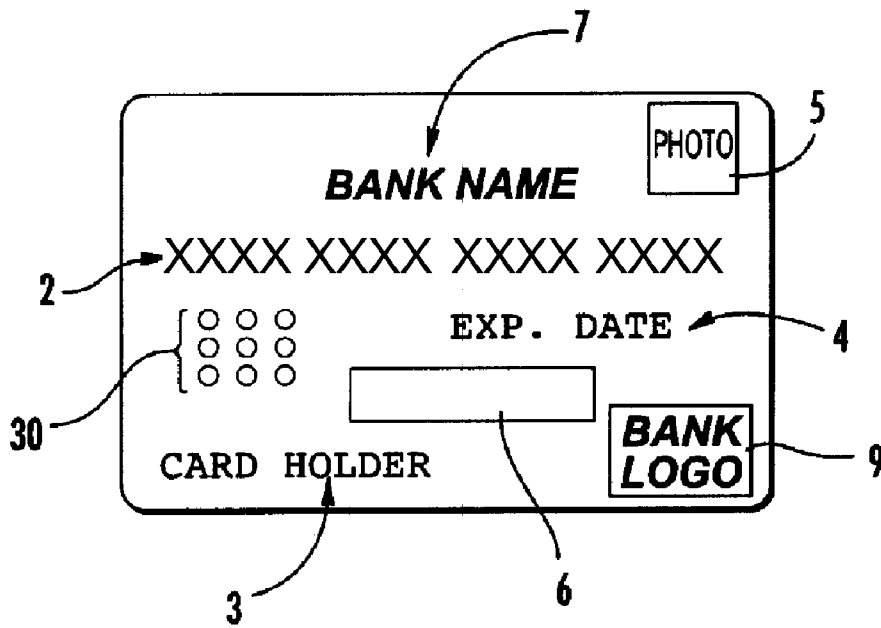 7
5
PHOTO
BANK NAME
2
XXXX XXXX XXXX XXXX
EXP. DATE
4
30
BANK
LOGO
9
CARD HOLDER
3
6